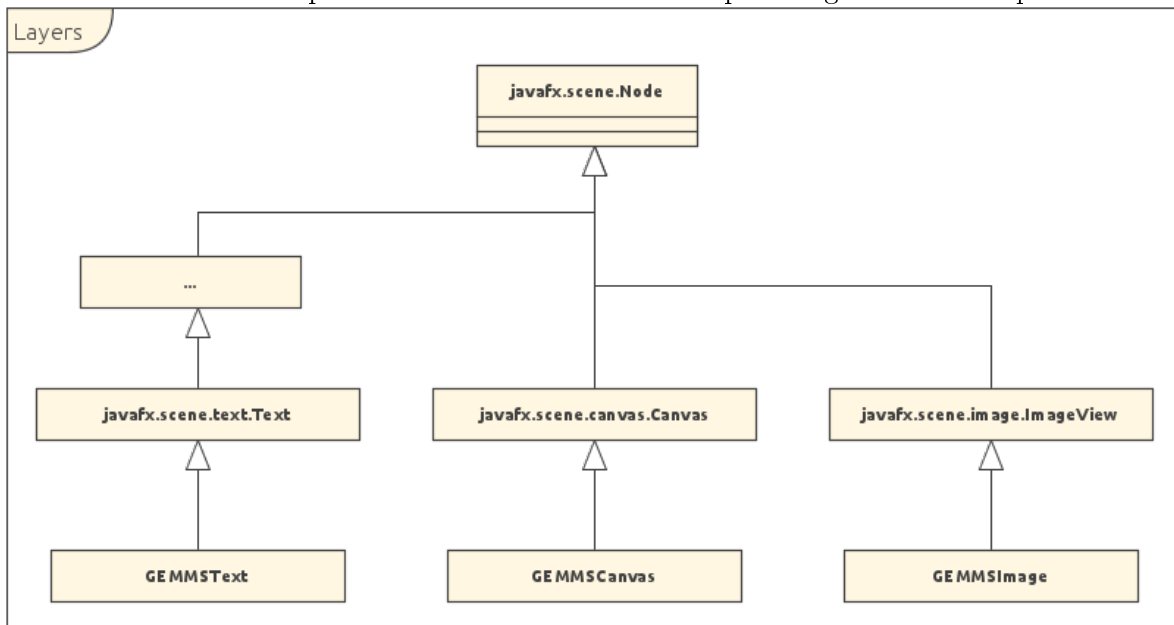 Layers
javafx.scene.Node
...
javafx.scene.text.Text
javafx.scene.canvas.Canvas
javafx.scene.image.ImageView
GEMMSText
GEMMSCanvas
GEMMSImage